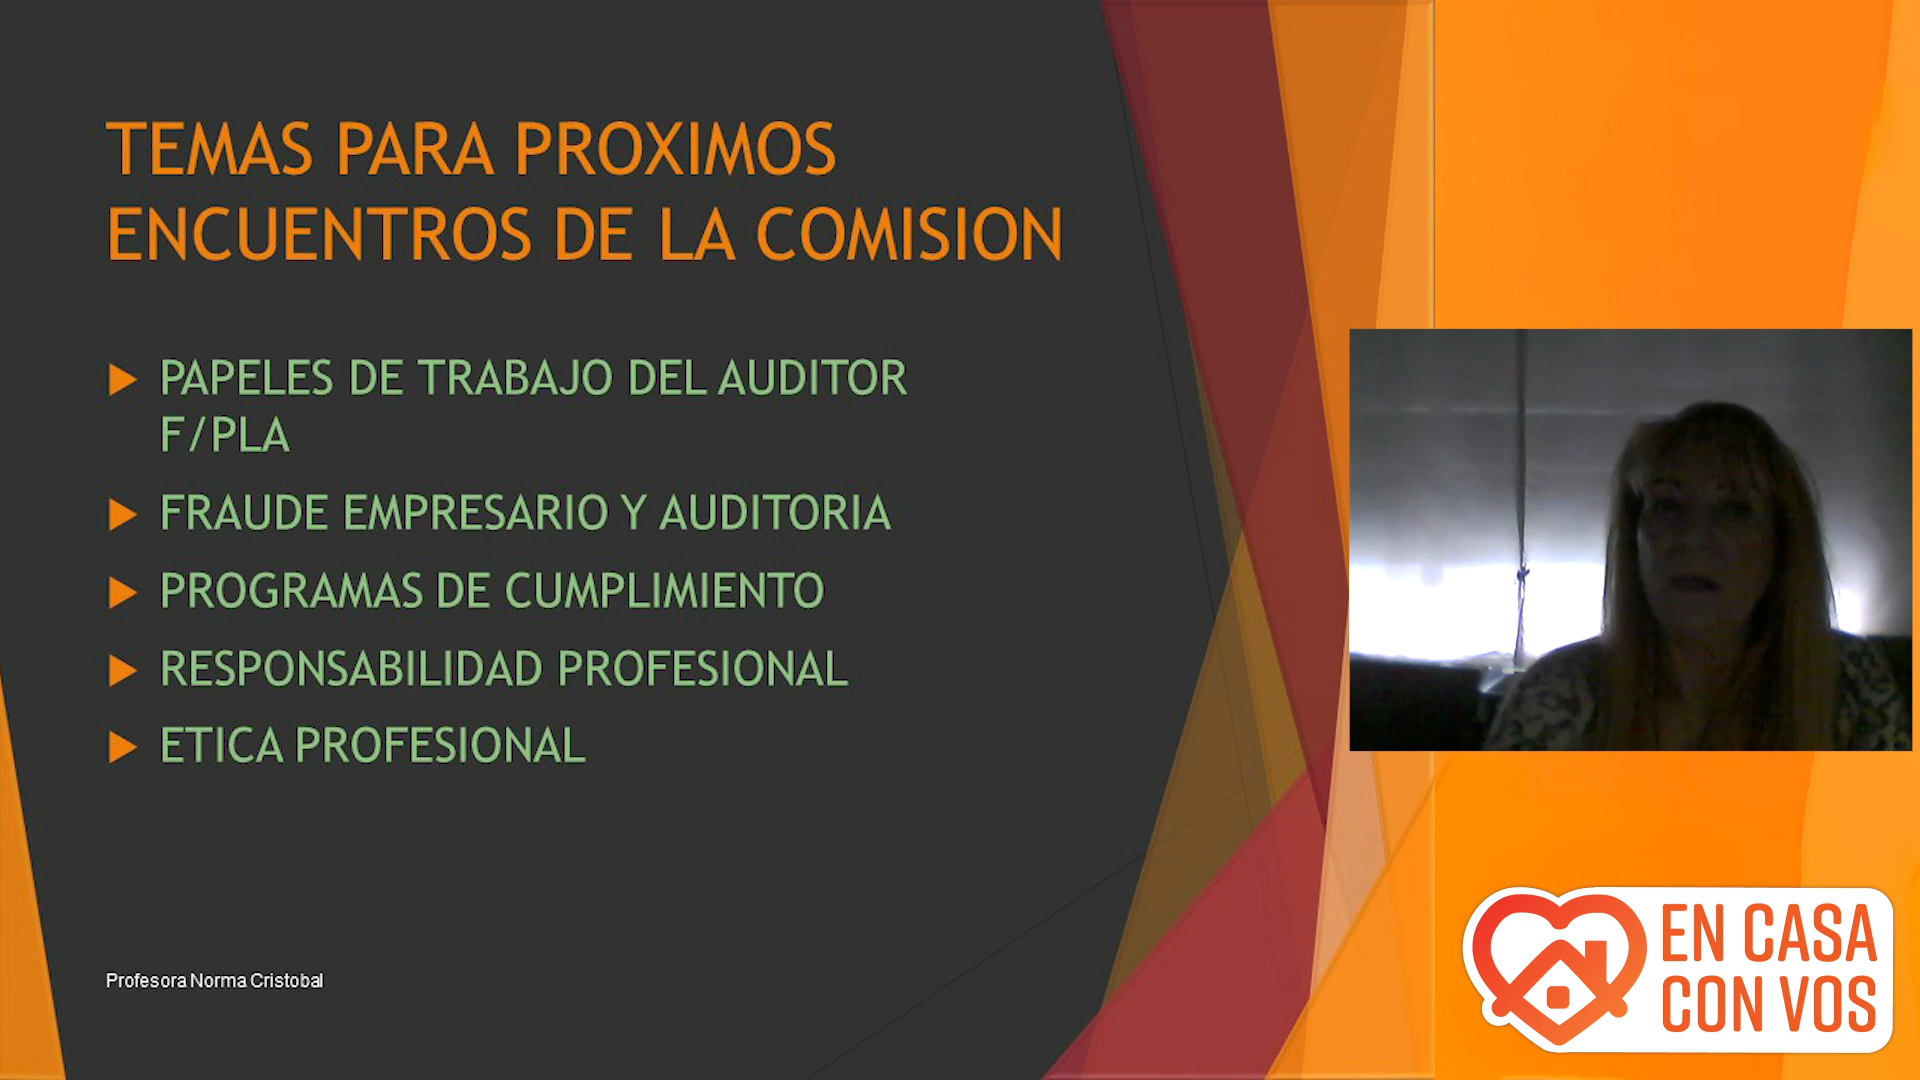 TEMAS PARA PROXIMOS
ENCUENTROS DE LA COMISION
PAPELES DE TRABAJO DEL AUDITOR
F/PLA
FRAUDE EMPRESARIO Y AUDITORIA
PROGRAMAS DE CUMPLIMIENTO
RESPONSABILIDAD PROFESIONAL
ETICA PROFESIONAL
Profesora Norma Cristobal
EN CASA
CON VOS